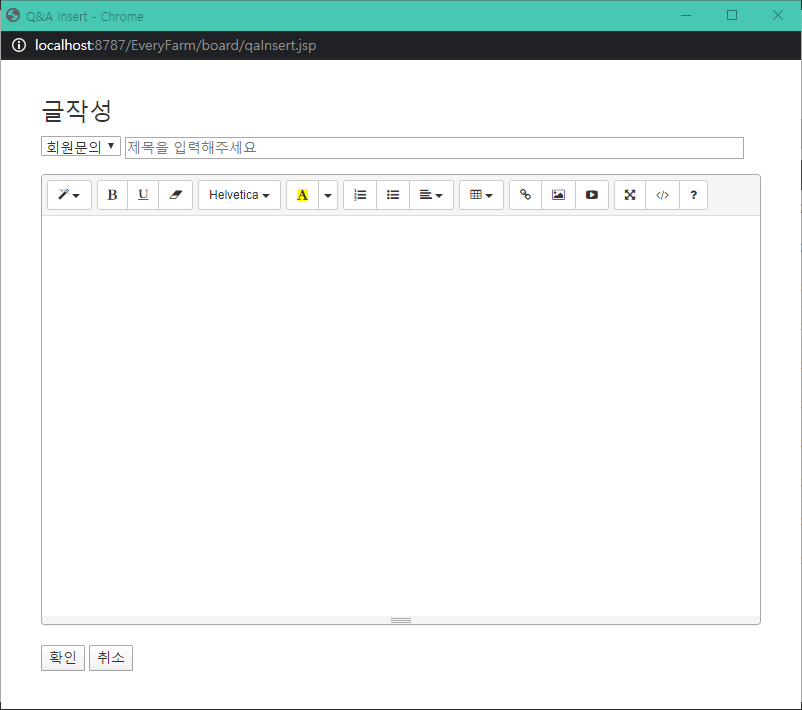 Q&A Insert - Chrome
localhost:8787/EveryFarm/board/qaInsert.jsp
글작성
회원문의 제목을 입력해주세요
B U Helvetica A </> ?
확인 취소